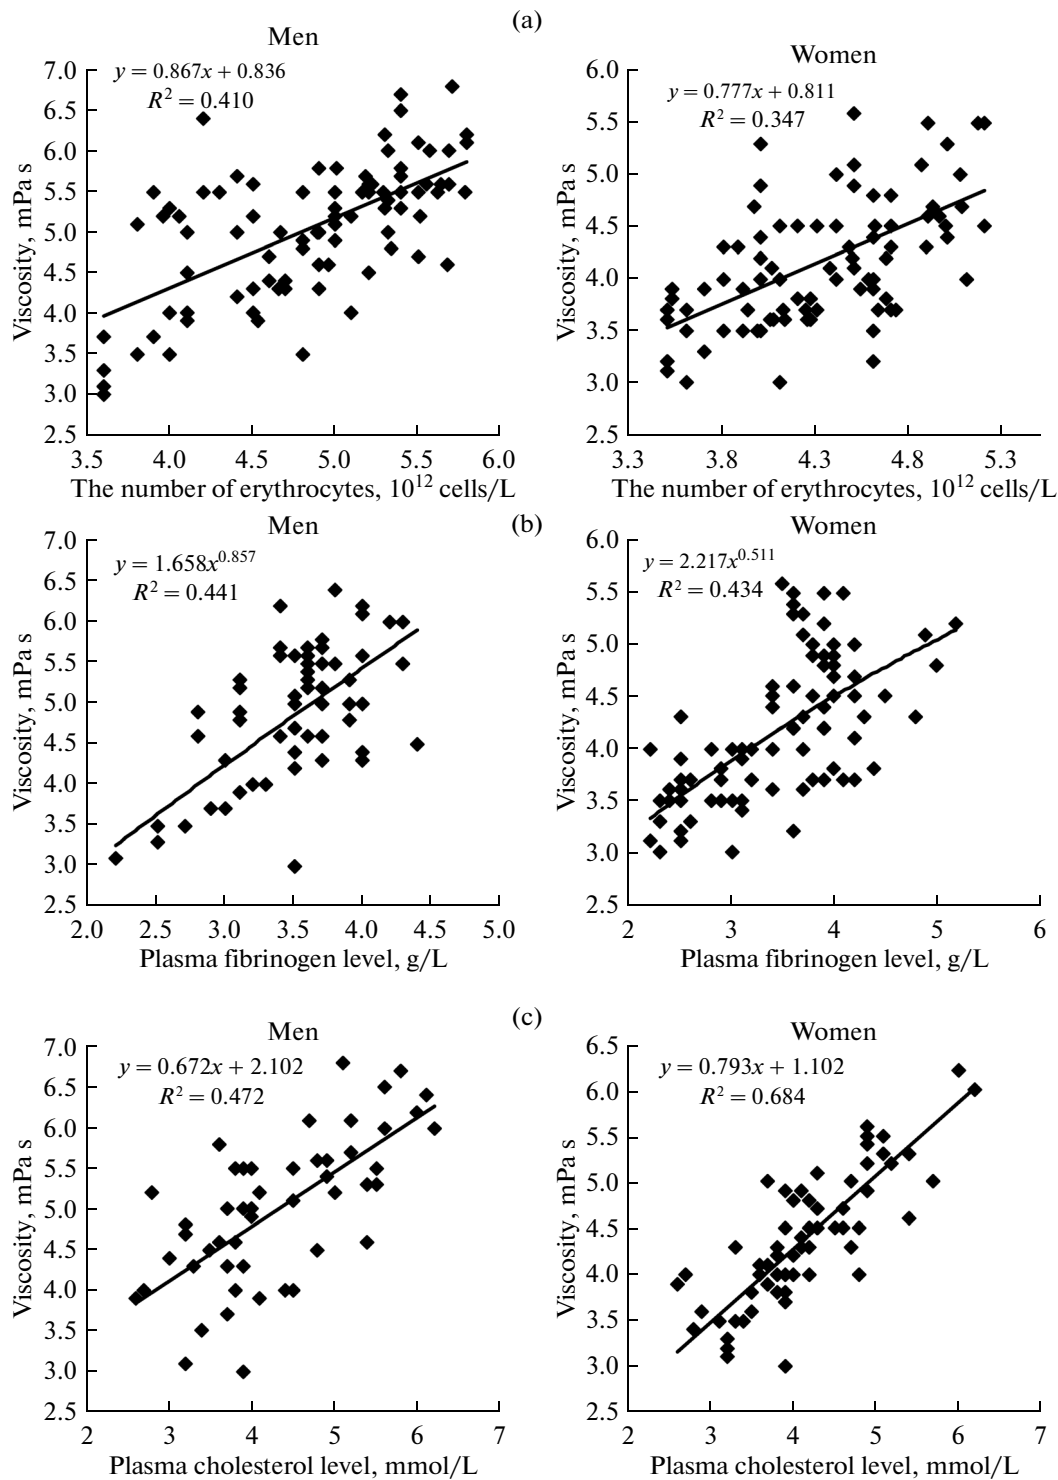 (a)
Men
y = 0.867x + 0.836
R² = 0.410
7.0
6.5
6.0
5.5
5.0
4.5
4.0
3.5
3.0
2.5
Viscosity, mPa s
3.5 4.0 4.5 5.0 5.5 6.0
The number of erythrocytes, 10¹² cells/L
Women
y = 0.777x + 0.811
R² = 0.347
6.0
5.5
5.0
4.5
4.0
3.5
3.0
2.5
Viscosity, mPa s
3.3 3.8 4.3 4.8 5.3
The number of erythrocytes, 10¹² cells/L
(b)
Men
y = 1.658x^0.857
R² = 0.441
7.0
6.5
6.0
5.5
5.0
4.5
4.0
3.5
3.0
2.5
Viscosity, mPa s
2.0 2.5 3.0 3.5 4.0 4.5 5.0
Plasma fibrinogen level, g/L
Women
y = 2.217x^0.511
R² = 0.434
6.0
5.5
5.0
4.5
4.0
3.5
3.0
2.5
Viscosity, mPa s
2 3 4 5 6
Plasma fibrinogen level, g/L
(c)
Men
y = 0.672x + 2.102
R² = 0.472
7.0
6.5
6.0
5.5
5.0
4.5
4.0
3.5
3.0
2.5
Viscosity, mPa s
2 3 4 5 6 7
Plasma cholesterol level, mmol/L
Women
y = 0.793x + 1.102
R² = 0.684
6.5
6.0
5.5
5.0
4.5
4.0
3.5
3.0
2.5
Viscosity, mPa s
2 3 4 5 6 7
Plasma cholesterol level, mmol/L